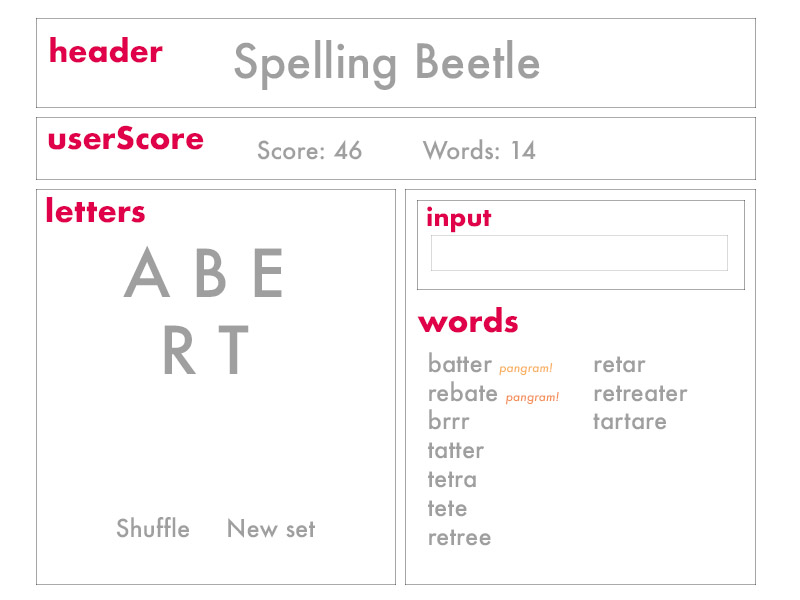 header
Spelling Beetle
userScore
Score: 46 Words: 14
letters
A B E
R T
Shuffle New set
input
words
batter pangram!
rebate pangram!
brrr
tatter
tetra
tete
retree
retar
retreater
tartare